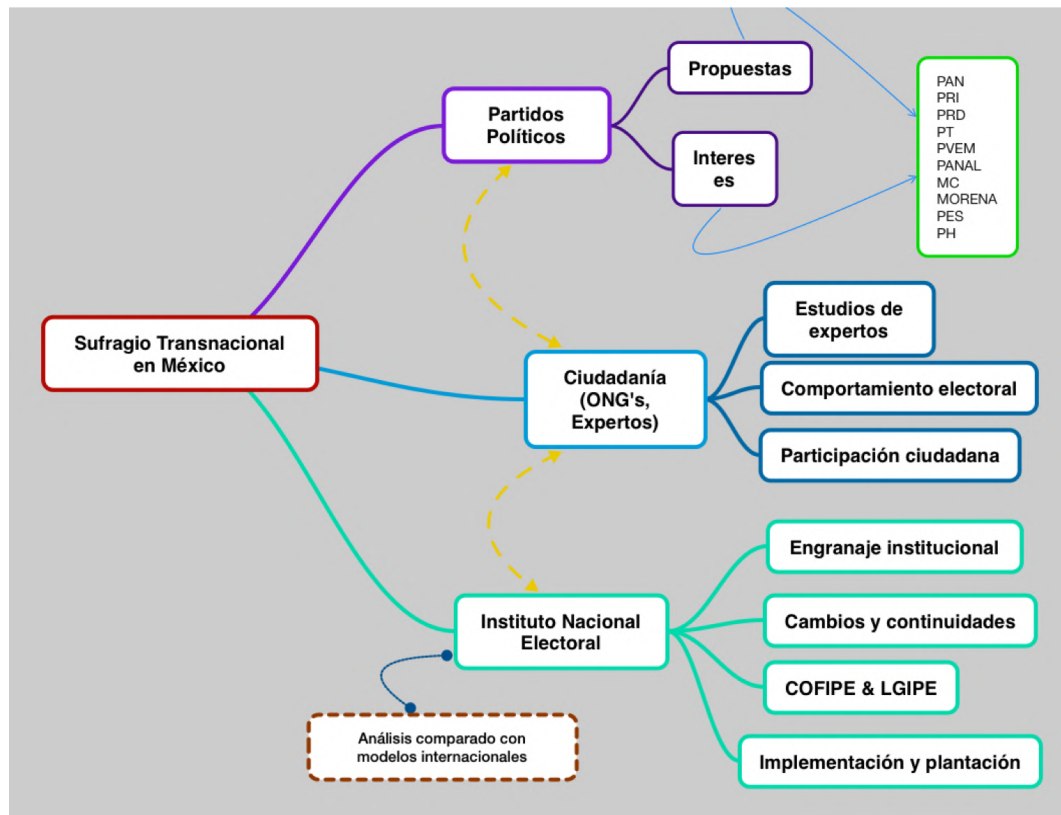 Propuestas
Partidos
Políticos
Interes
es
PAN
PRI
PRD
PT
PVEM
PANAL
MC
MORENA
PES
PH
Sufragio Transnacional
en México
Ciudadanía
(ONG's,
Expertos)
Estudios de
expertos
Comportamiento electoral
Participación ciudadana
Instituto Nacional
Electoral
Engranaje institucional
Cambios y continuidades
COFIPE & LGIPE
Implementación y plantación
Análisis comparado con
modelos internacionales